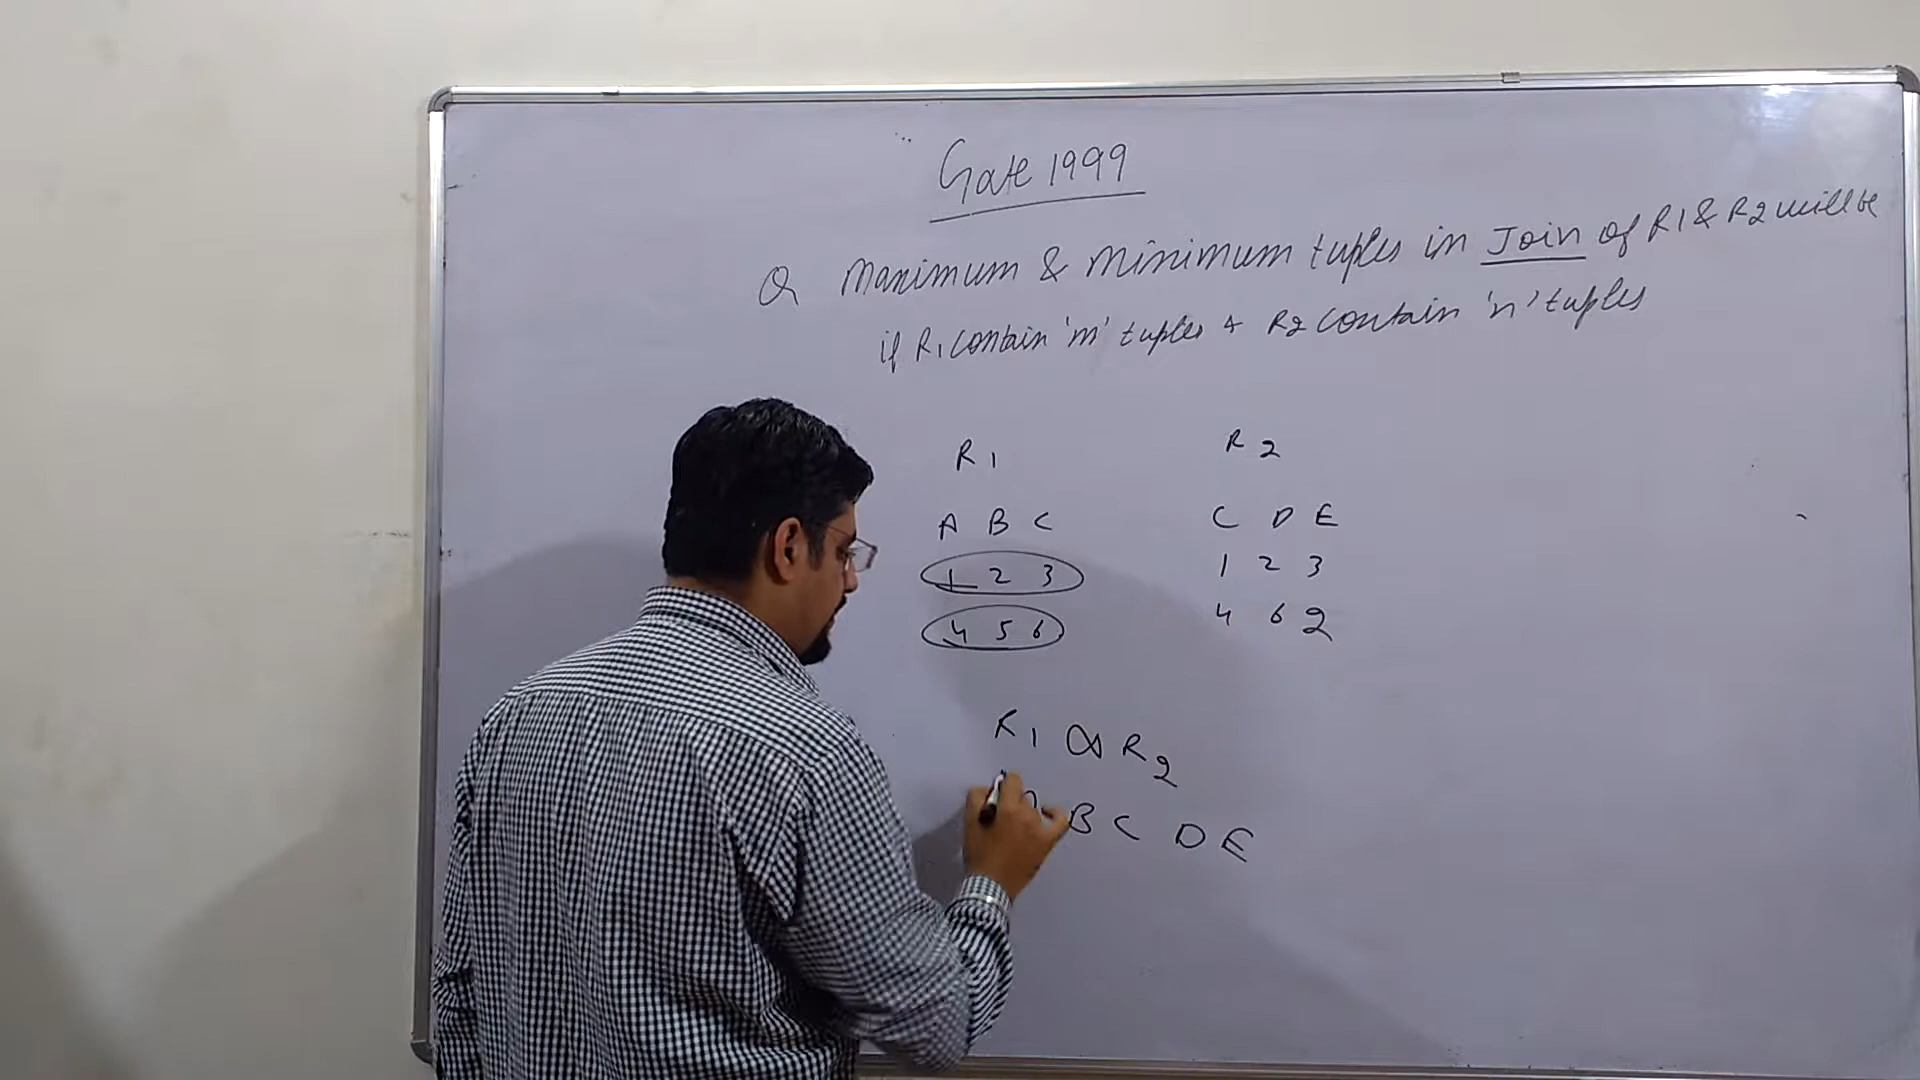 Gate 1999
Q Maximum & Minimum tuples in Join of R1 & R2 will be
if R1 contain 'm' tuples & R2 contain 'n' tuples
R1 R2
A B C C D E
1 2 3 1 2 3
4 5 6 4 6 2
R1 ⋈ R2
B C D E